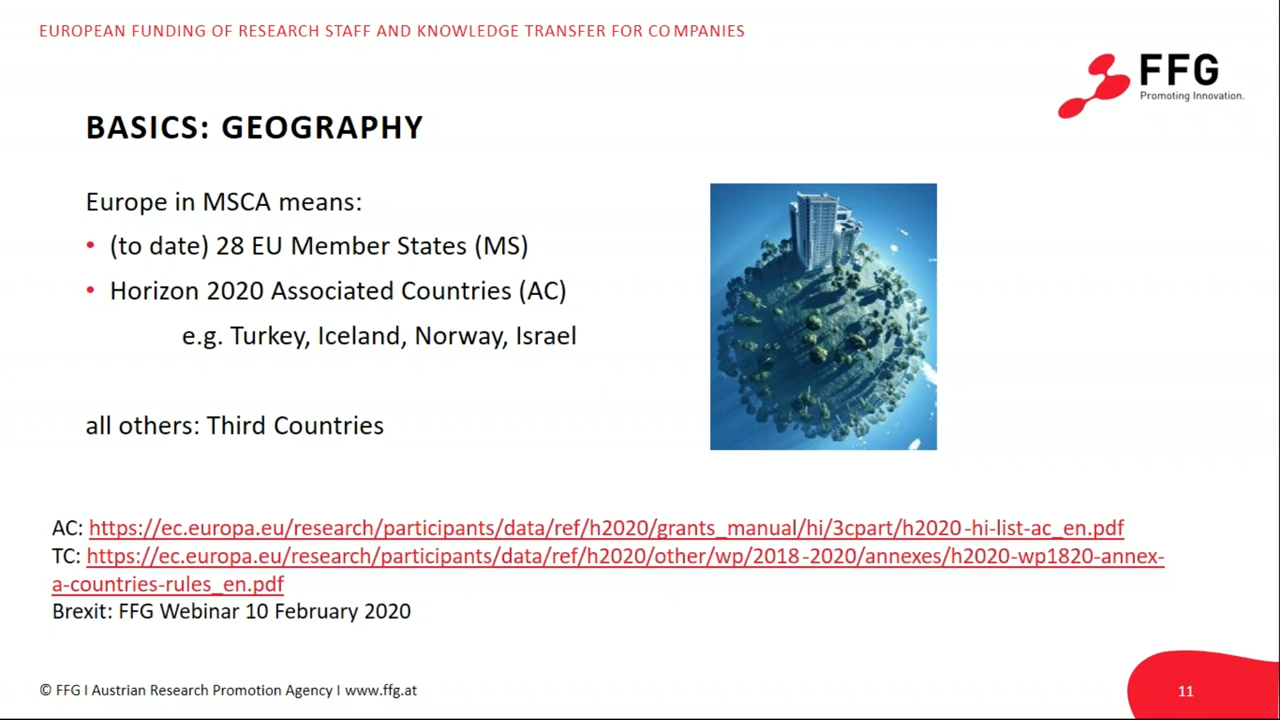 EUROPEAN FUNDING OF RESEARCH STAFF AND KNOWLEDGE TRANSFER FOR COMPANIES
FFG
Promoting Innovation.
BASICS: GEOGRAPHY
Europe in MSCA means:
• (to date) 28 EU Member States (MS)
• Horizon 2020 Associated Countries (AC)
e.g. Turkey, Iceland, Norway, Israel
all others: Third Countries
AC: https://ec.europa.eu/research/participants/data/ref/h2020/grants_manual/hi/3cpart/h2020-hi-list-ac_en.pdf
TC: https://ec.europa.eu/research/participants/data/ref/h2020/other/wp/2018-2020/annexes/h2020-wp1820-annex-
a-countries-rules_en.pdf
Brexit: FFG Webinar 10 February 2020
© FFG I Austrian Research Promotion Agency I www.ffg.at
11